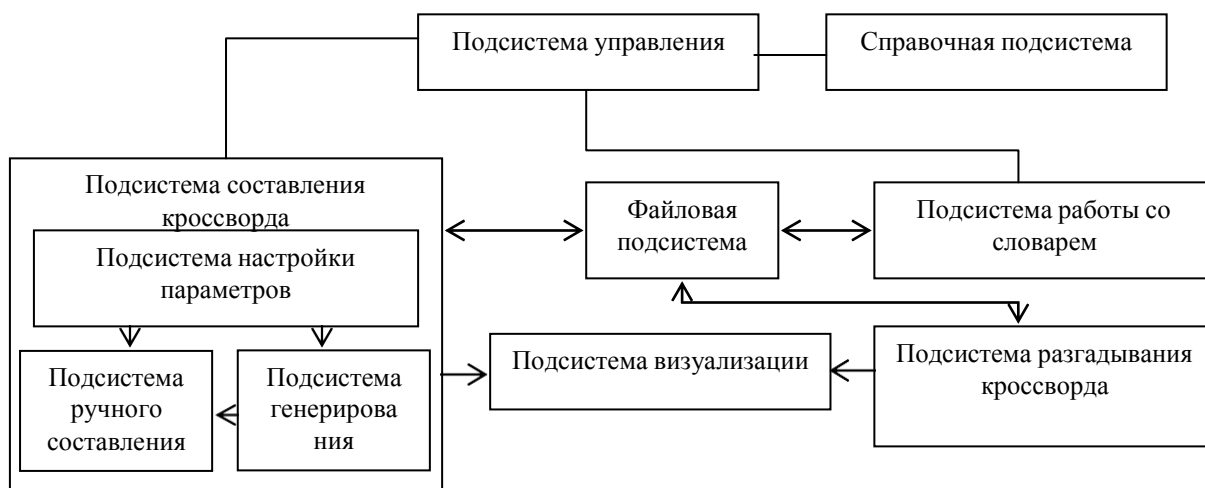 Подсистема управления
Справочная подсистема
Подсистема составления
кроссворда
Подсистема настройки
параметров
Подсистема
ручного
составления
Подсистема
генерирова
ния
Файловая
подсистема
Подсистема работы со
словарем
Подсистема визуализации
Подсистема разгадывания
кроссворда